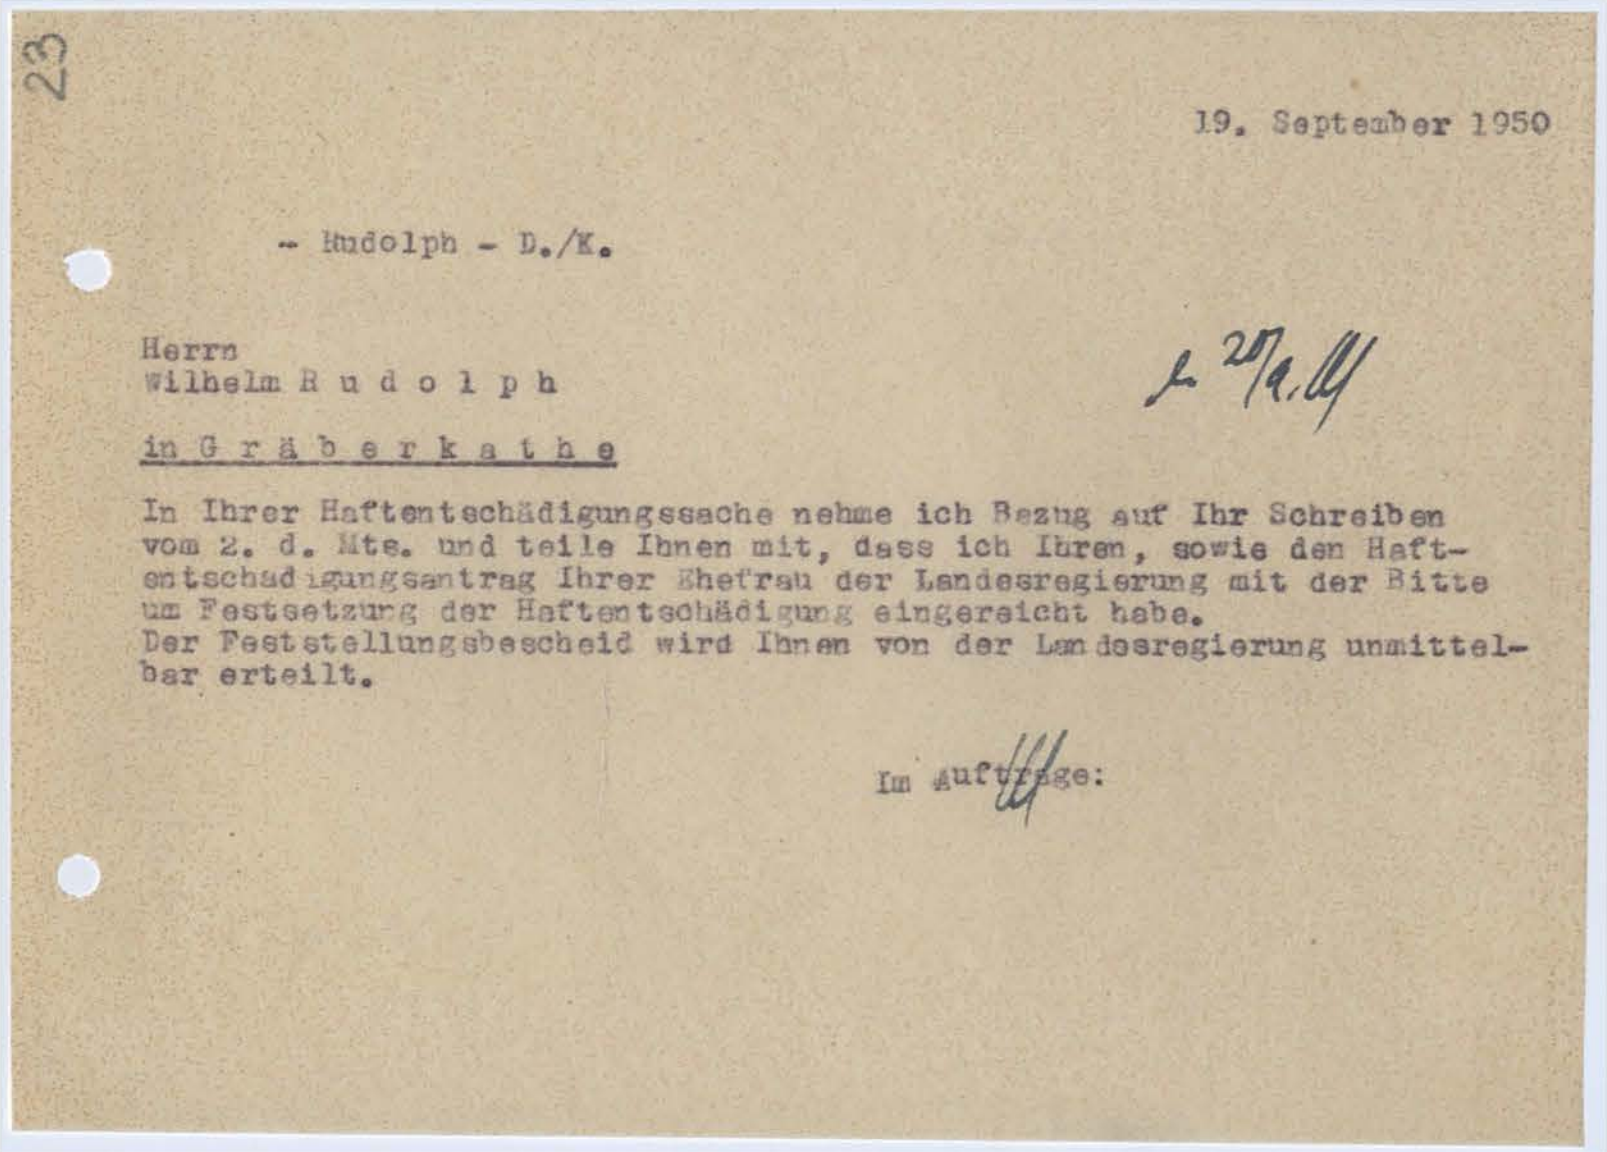 23
19. September 1950
- Rudolph - D./K.
Herrn
Wilhelm R u d o l p h
20/9.
in G r ä b e r k a t h e
In Ihrer Haftentschädigungssache nehme ich Bezug auf Ihr Schreiben
vom 2. d. Mts. und teile Ihnen mit, dass ich Ihren, sowie den Haft-
entschädigungsantrag Ihrer Ehefrau der Landesregierung mit der Bitte
um Festsetzung der Haftentschädigung eingereicht habe.
Der Feststellungsbescheid wird Ihnen von der Landesregierung unmittel-
bar erteilt.
Im Auftrage: